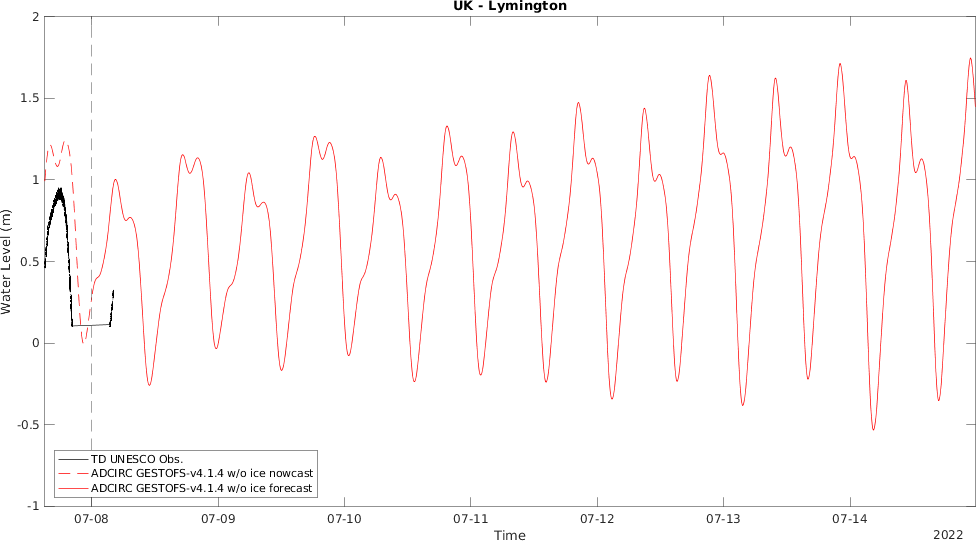 UK - Lymington
2
1.5
1
0.5
0
-0.5
-1
Water Level (m)
TD UNESCO Obs.
ADCIRC GESTOFS-v4.1.4 w/o ice nowcast
ADCIRC GESTOFS-v4.1.4 w/o ice forecast
07-08 07-09 07-10 07-11 07-12 07-13 07-14
Time
2022